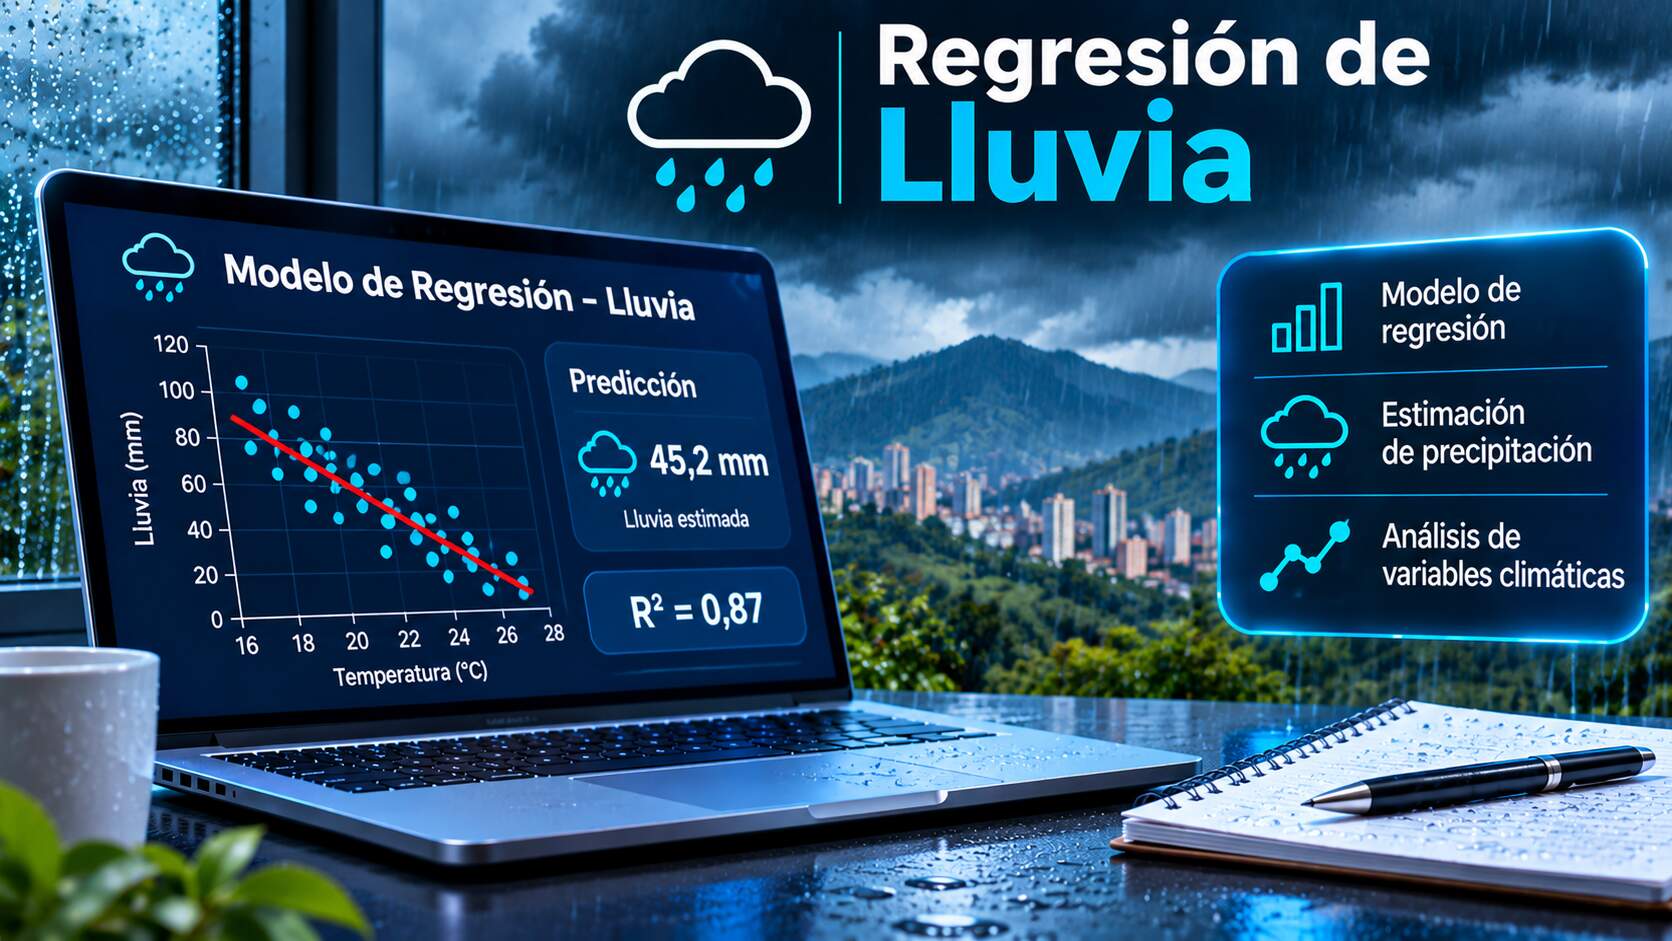 Regresión de
Lluvia
Modelo de Regresión – Lluvia
120
100
80
60
40
20
0
Lluvia (mm)
16 18 20 22 24 26 28
Temperatura (°C)
Predicción
45,2 mm
Lluvia estimada
R² = 0,87
Modelo de
regresión
Estimación
de precipitación
Análisis de
variables climáticas